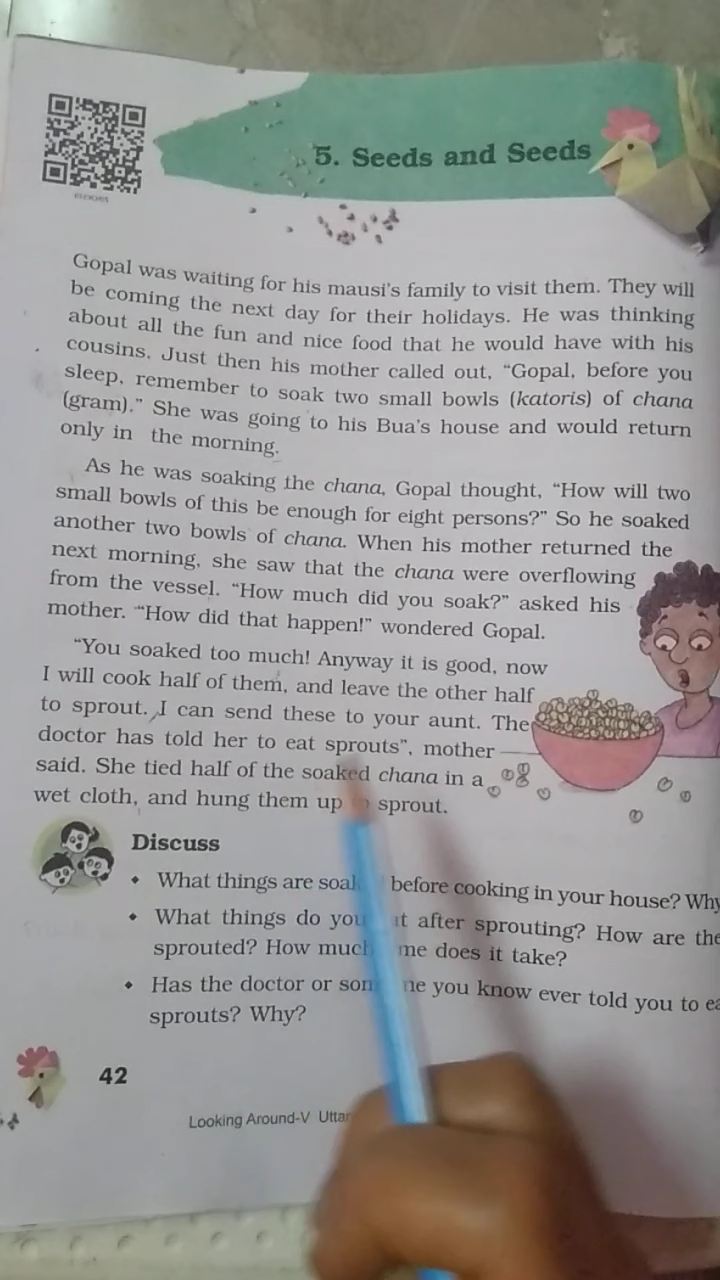 5. Seeds and Seeds
Gopal was waiting for his mausi's family to visit them. They will
be coming the next day for their holidays. He was thinking
about all the fun and nice food that he would have with his
cousins. Just then his mother called out, “Gopal, before you
sleep, remember to soak two small bowls (katoris) of chana
(gram).” She was going to his Bua's house and would return
only in the morning.
As he was soaking the chana, Gopal thought, “How will two
small bowls of this be enough for eight persons?” So he soaked
another two bowls of chana. When his mother returned the
next morning, she saw that the chana were overflowing
from the vessel. “How much did you soak?” asked his
mother. “How did that happen!” wondered Gopal.
“You soaked too much! Anyway it is good, now
I will cook half of them, and leave the other half
to sprout. I can send these to your aunt. The
doctor has told her to eat sprouts”, mother
said. She tied half of the soaked chana in a
wet cloth, and hung them up sprout.
Discuss
• What things are before cooking in your house? Why
• What things do you after sprouting? How are
sprouted? How much does it take?
• Has the doctor or you know ever told you to
sprouts? Why?
42
Looking Around-V